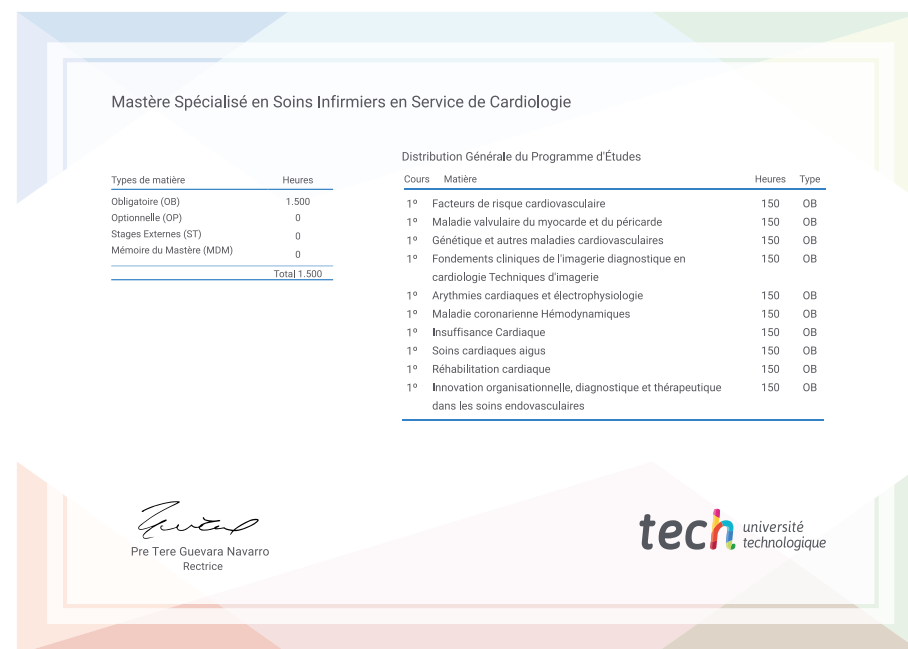 Mastère Spécialisé en Soins Infirmiers en Service de Cardiologie
Types de matière Heures
Obligatoire (OB) 1.500
Optionnelle (OP) 0
Stages Externes (ST) 0
Mémoire du Mastère (MDM) 0
Total 1.500
Distribution Générale du Programme d'Études
Cours Matière Heures Type
1º Facteurs de risque cardiovasculaire 150 OB
1º Maladie valvulaire du myocarde et du péricarde 150 OB
1º Génétique et autres maladies cardiovasculaires 150 OB
1º Fondements cliniques de l'imagerie diagnostique en 150 OB
cardiologie Techniques d'imagerie
1º Arythmies cardiaques et électrophysiologie 150 OB
1º Maladie coronarienne Hémodynamiques 150 OB
1º Insuffisance Cardiaque 150 OB
1º Soins cardiaques aigus 150 OB
1º Réhabilitation cardiaque 150 OB
1º Innovation organisationnelle, diagnostique et thérapeutique 150 OB
dans les soins endovasculaires
Pre Tere Guevara Navarro
Rectrice
tech université
technologique